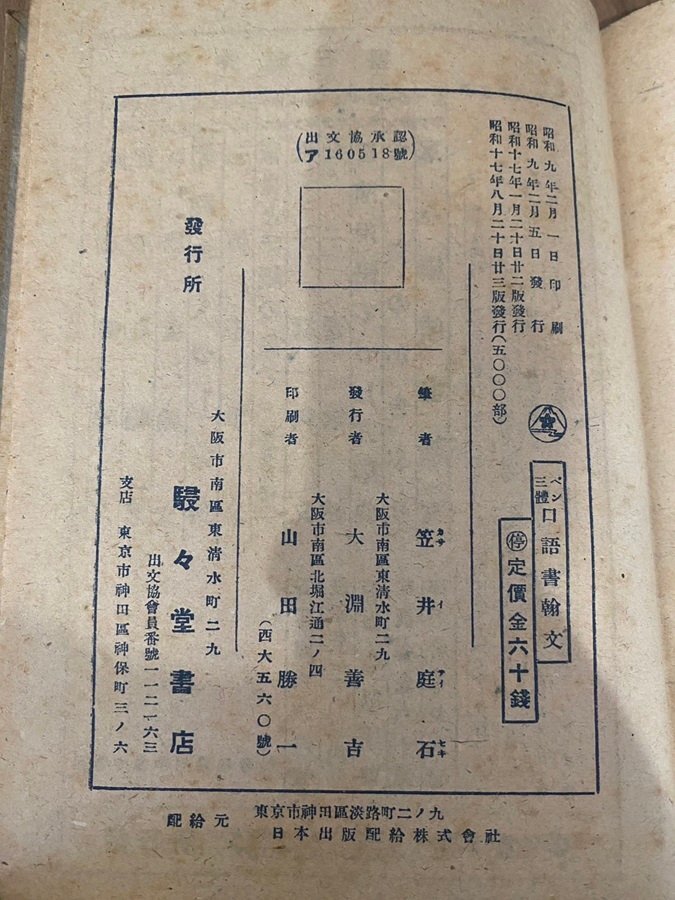 昭和九年二月一日印刷
昭和九年二月五日發行
昭和十七年一月二十日廿二版發行
昭和十七年八月二十日廿三版發行(五〇〇〇部)
ペン三體 口語書翰文
停 定價金六十錢
(出文協承認
ア160518號)
筆者 笠井庭石
カサ イ テイ セキ
大阪市南區東清水町二九
發行者 大淵善吉
大阪市南區北堀江通二ノ四
印刷者 山田勝一
(西大五六〇號)
大阪市南區東清水町二九
發行所 駸々堂書店
出文協會員番號一一二一六三
支店 東京市神田區神保町三ノ六
配給元 東京市神田區淡路町二ノ九
日本出版配給株式會社